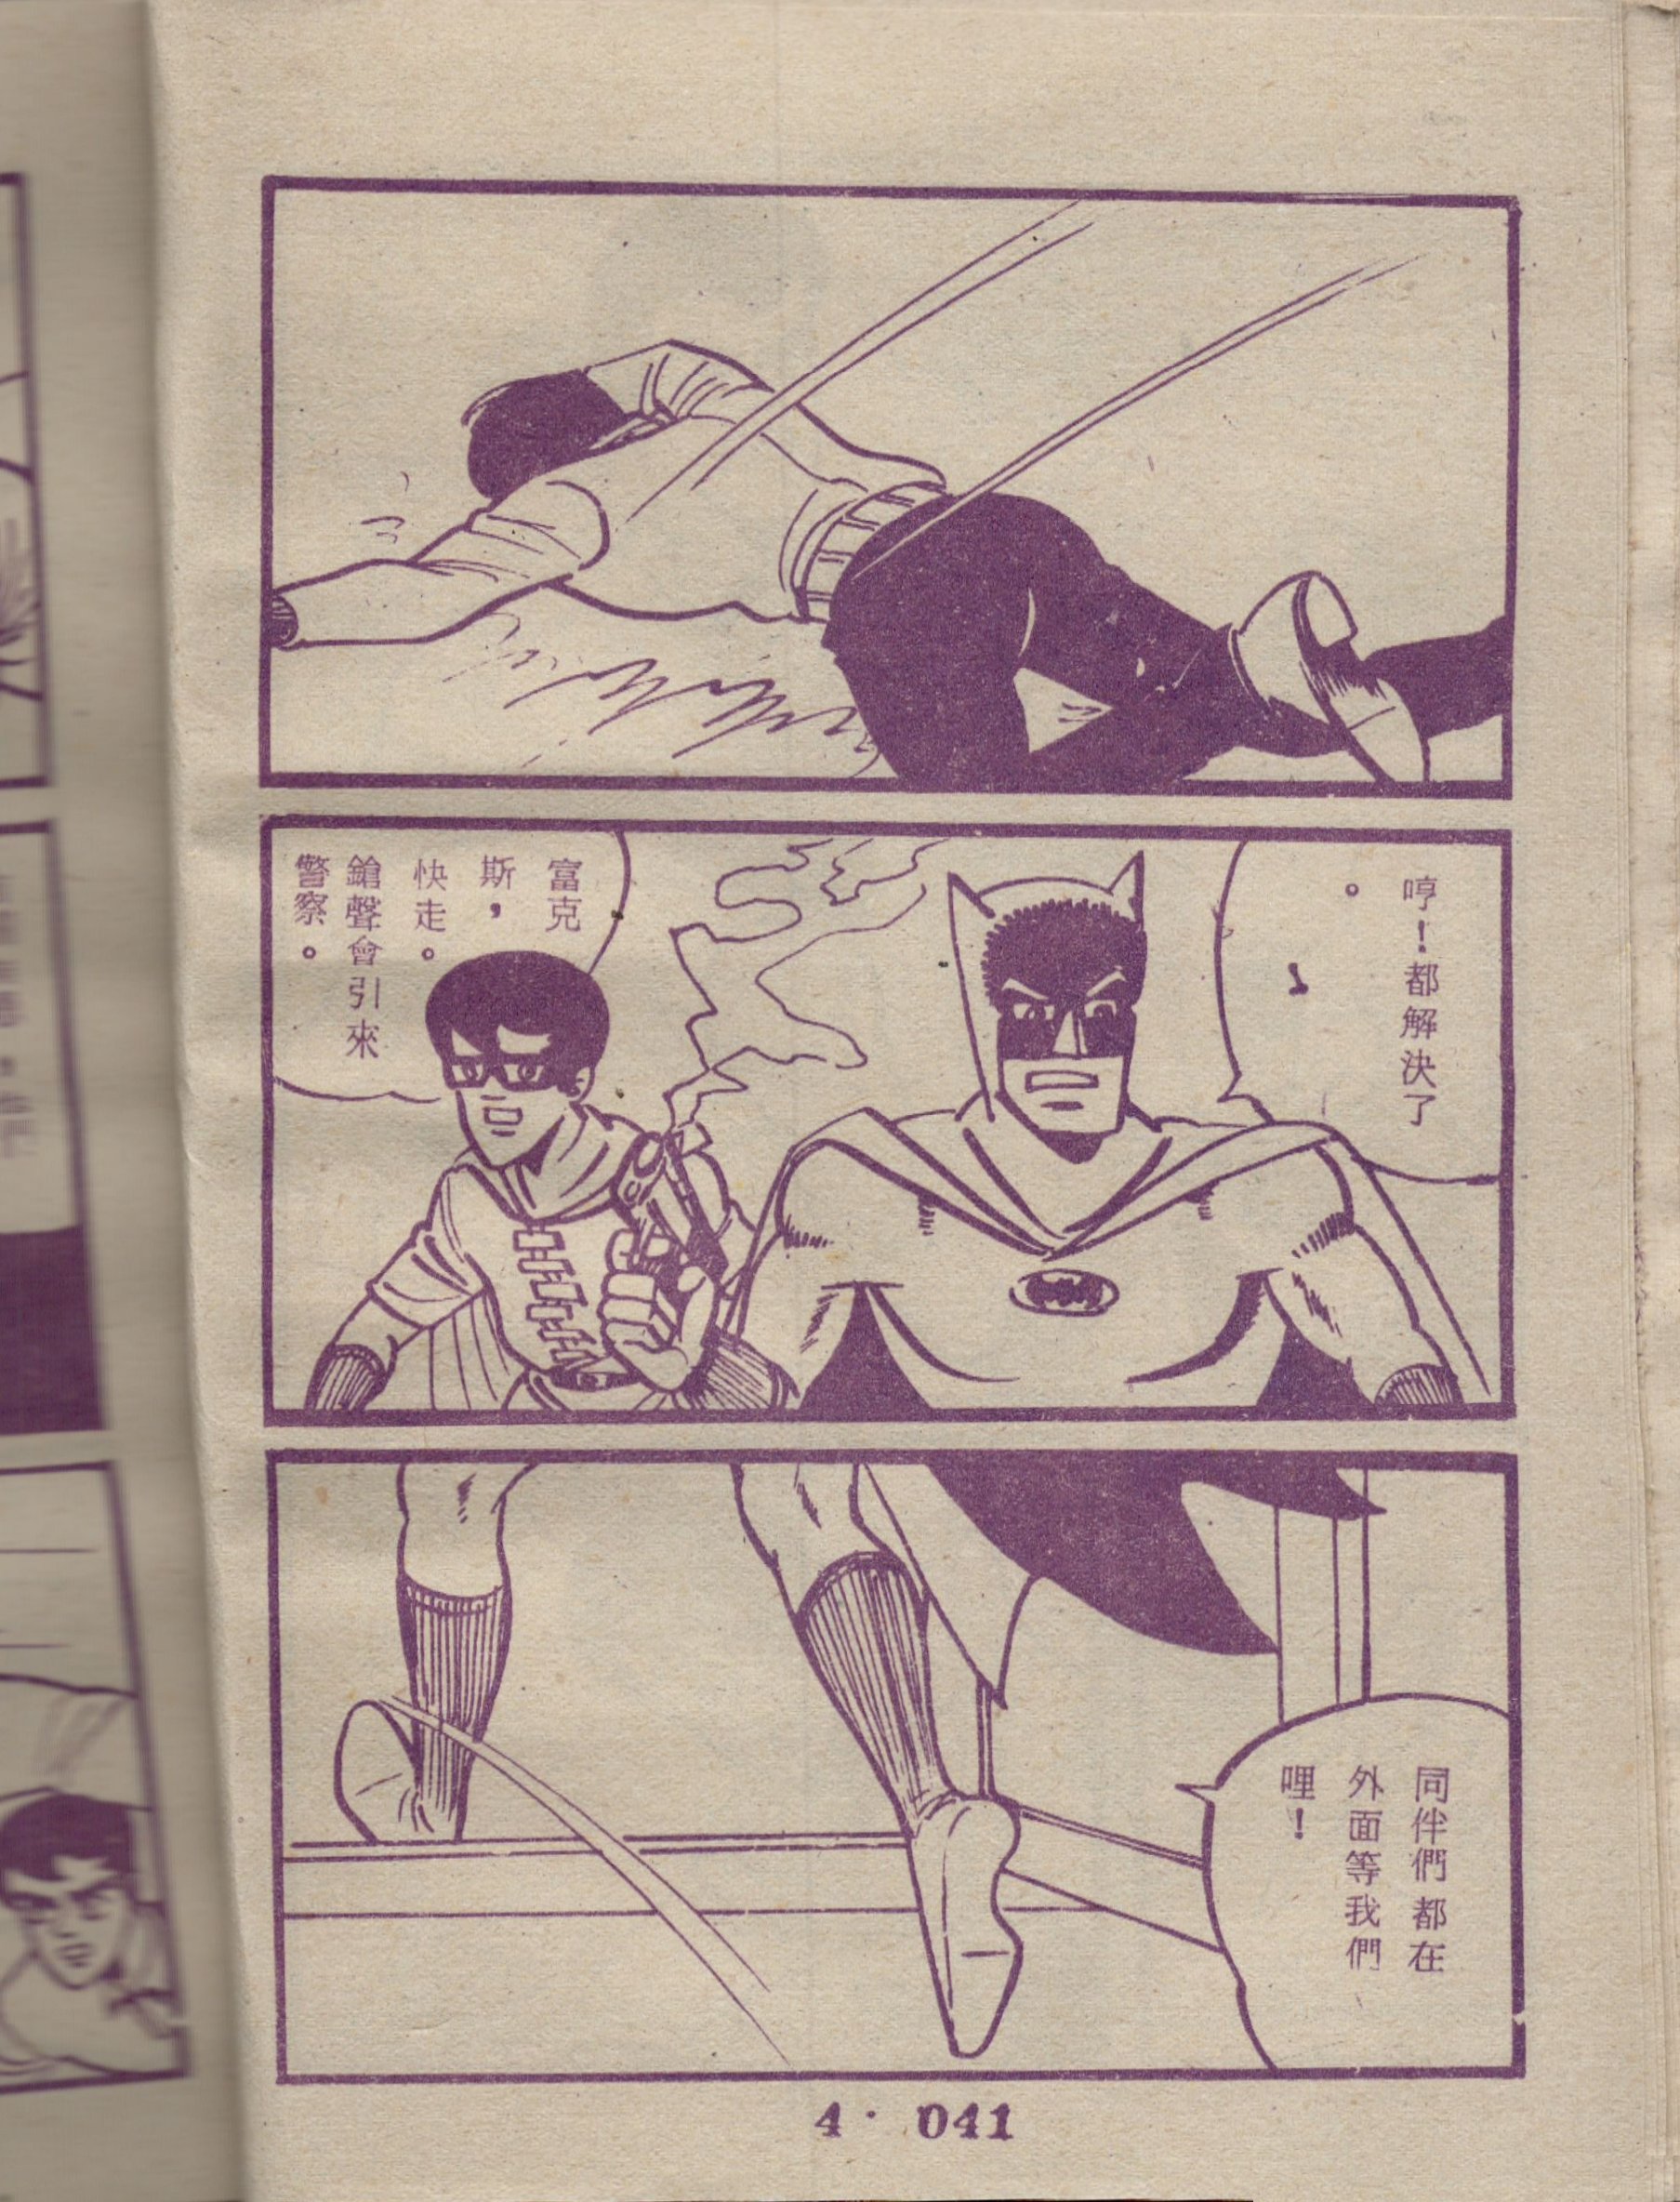 哼！都解決了
。
富克
斯，
快走。
鎗聲會引來
警察。
同伴們都在
外面等我們
哩！
4·041